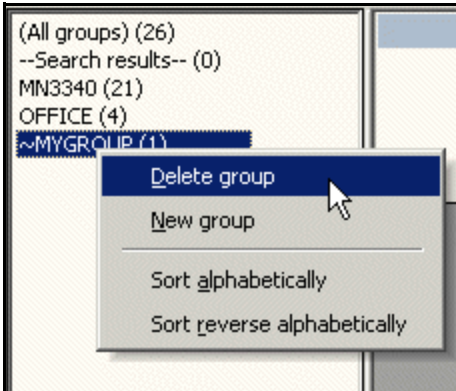 (All groups) (26)
--Search results-- (0)
MN3340 (21)
OFFICE (4)
~MYGROUP (1)
Delete group
New group
Sort alphabetically
Sort reverse alphabetically